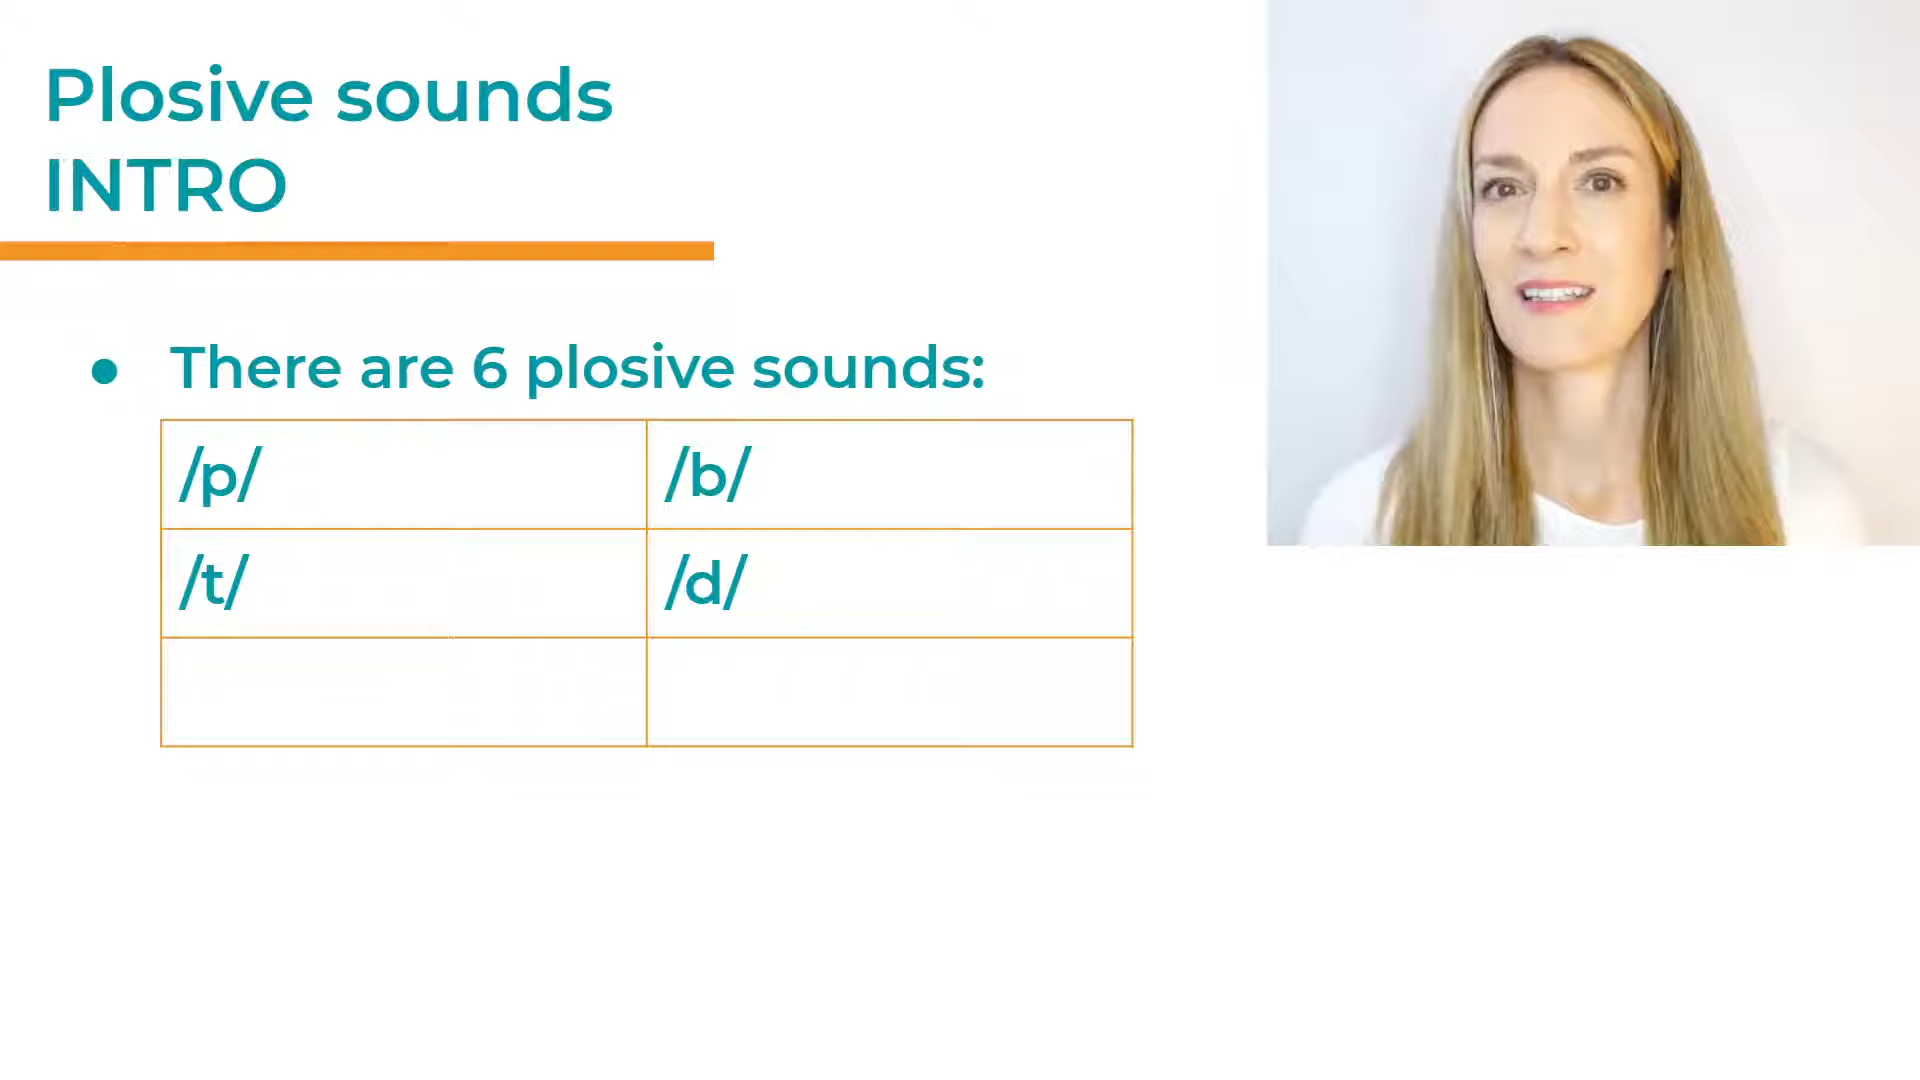 Plosive sounds
INTRO
● There are 6 plosive sounds:
/p/ /b/
/t/ /d/